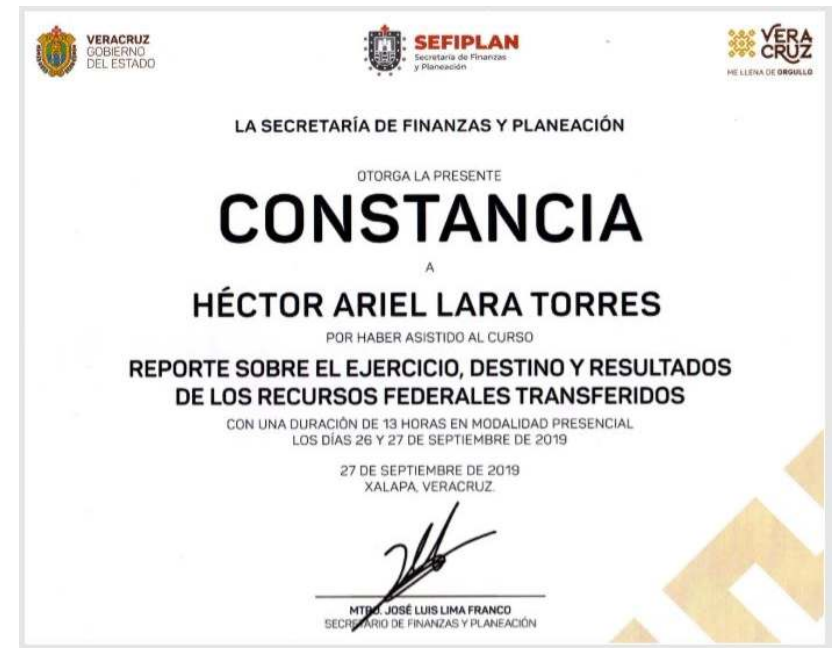 VERACRUZ
GOBIERNO
DEL ESTADO
SEFIPLAN
Secretaría de Finanzas
y Planeación
VERA
CRUZ
ME LLENA DE ORGULLO
LA SECRETARÍA DE FINANZAS Y PLANEACIÓN
OTORGA LA PRESENTE
CONSTANCIA
A
HÉCTOR ARIEL LARA TORRES
POR HABER ASISTIDO AL CURSO
REPORTE SOBRE EL EJERCICIO, DESTINO Y RESULTADOS
DE LOS RECURSOS FEDERALES TRANSFERIDOS
CON UNA DURACIÓN DE 13 HORAS EN MODALIDAD PRESENCIAL
LOS DÍAS 26 Y 27 DE SEPTIEMBRE DE 2019
27 DE SEPTIEMBRE DE 2019
XALAPA, VERACRUZ.
MTRO. JOSÉ LUIS LIMA FRANCO
SECRETARIO DE FINANZAS Y PLANEACIÓN